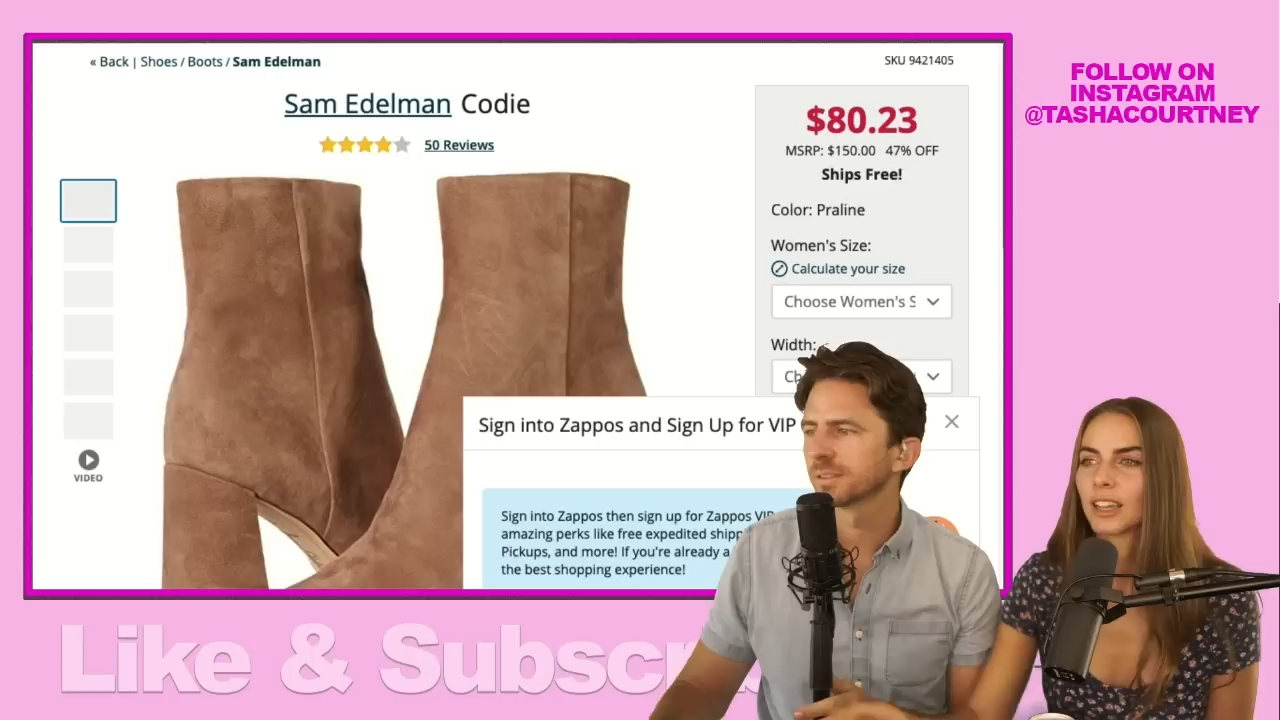 « Back | Shoes / Boots / Sam Edelman
SKU 9421405
Sam Edelman Codie
50 Reviews
$80.23
MSRP: $150.00 47% OFF
Ships Free!
Color: Praline
Women's Size:
Calculate your size
Choose Women's S
Width:
VIDEO
Sign into Zappos and Sign Up for VIP
Sign into Zappos then sign up for Zappos VIP
amazing perks like free expedited shipp
Pickups, and more! If you're already a
the best shopping experience!
FOLLOW ON
INSTAGRAM
@TASHACOURTNEY
Like & Subscr